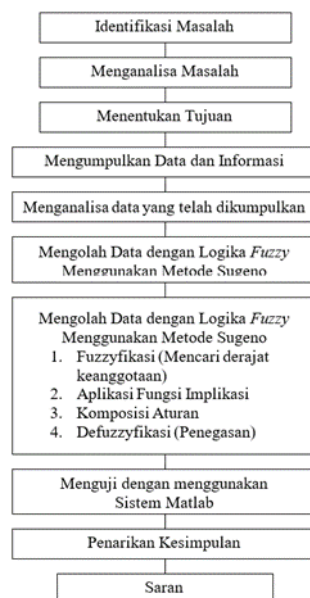 Identifikasi Masalah
Menganalisa Masalah
Menentukan Tujuan
Mengumpulkan Data dan Informasi
Menganalisa data yang telah dikumpulkan
Mengolah Data dengan Logika Fuzzy
Menggunakan Metode Sugeno
Mengolah Data dengan Logika Fuzzy
Menggunakan Metode Sugeno
1. Fuzzyfikasi (Mencari derajat
keanggotaan)
2. Aplikasi Fungsi Implikasi
3. Komposisi Aturan
4. Defuzzyfikasi (Penegasan)
Menguji dengan menggunakan
Sistem Matlab
Penarikan Kesimpulan
Saran